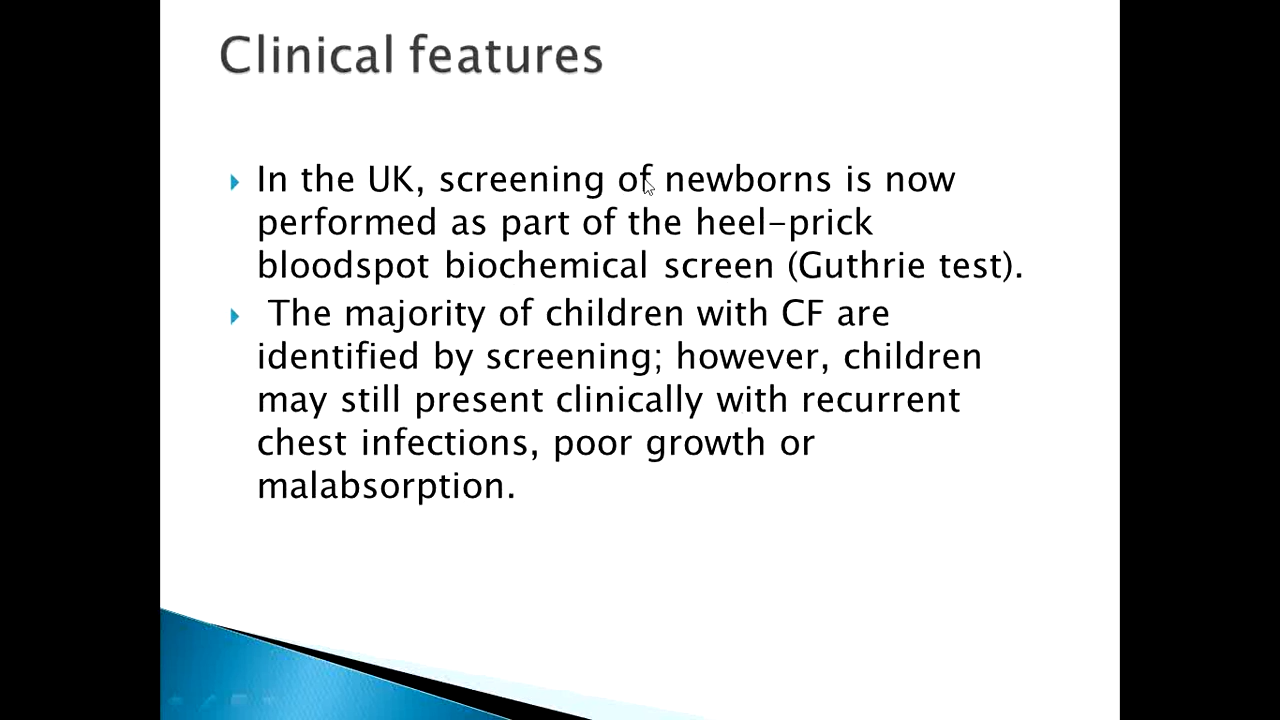 Clinical features
In the UK, screening of newborns is now
performed as part of the heel-prick
bloodspot biochemical screen (Guthrie test).
The majority of children with CF are
identified by screening; however, children
may still present clinically with recurrent
chest infections, poor growth or
malabsorption.